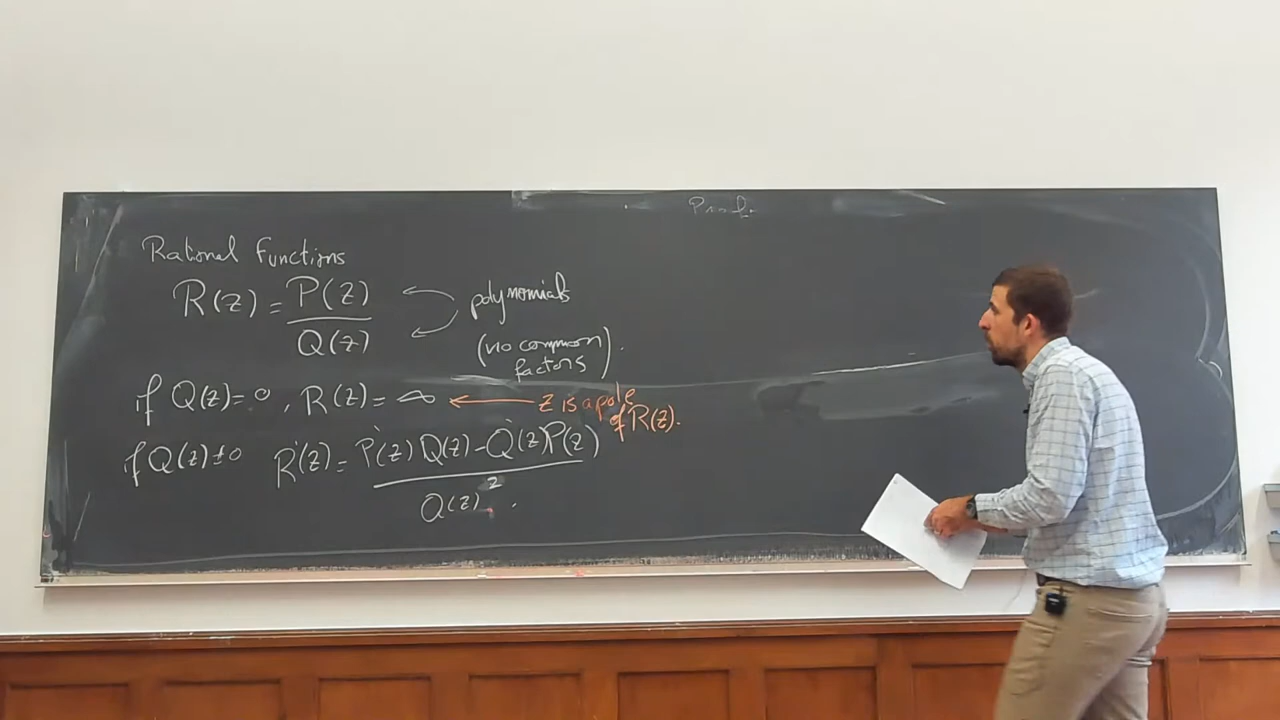 Proof.
Rational Functions
R(z) = P(z) / Q(z)
polynomials
(no common factors).
if Q(z)=0, R(z)=∞ ← z is a pole of R(z).
if Q(z)≠0 R'(z) = P'(z)Q(z)-Q'(z)P(z) / Q(z)².